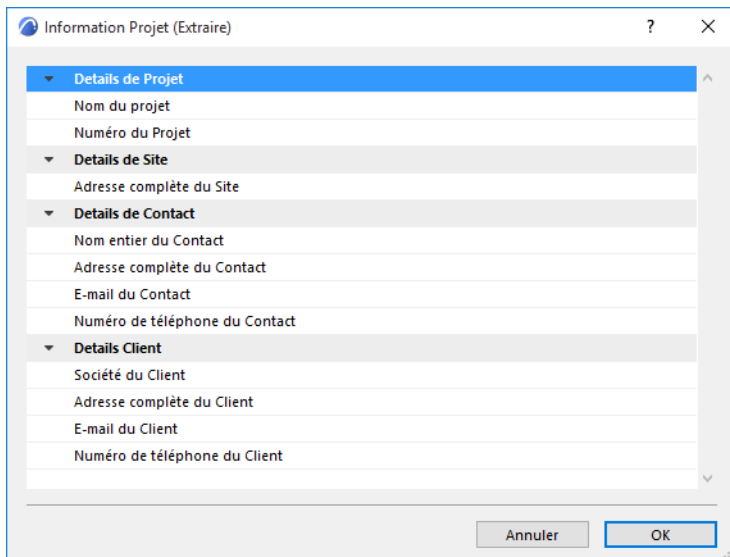 Information Projet (Extraire)
?
Details de Projet
Nom du projet
Numéro du Projet
Details de Site
Adresse complète du Site
Details de Contact
Nom entier du Contact
Adresse complète du Contact
E-mail du Contact
Numéro de téléphone du Contact
Details Client
Société du Client
Adresse complète du Client
E-mail du Client
Numéro de téléphone du Client
Annuler OK